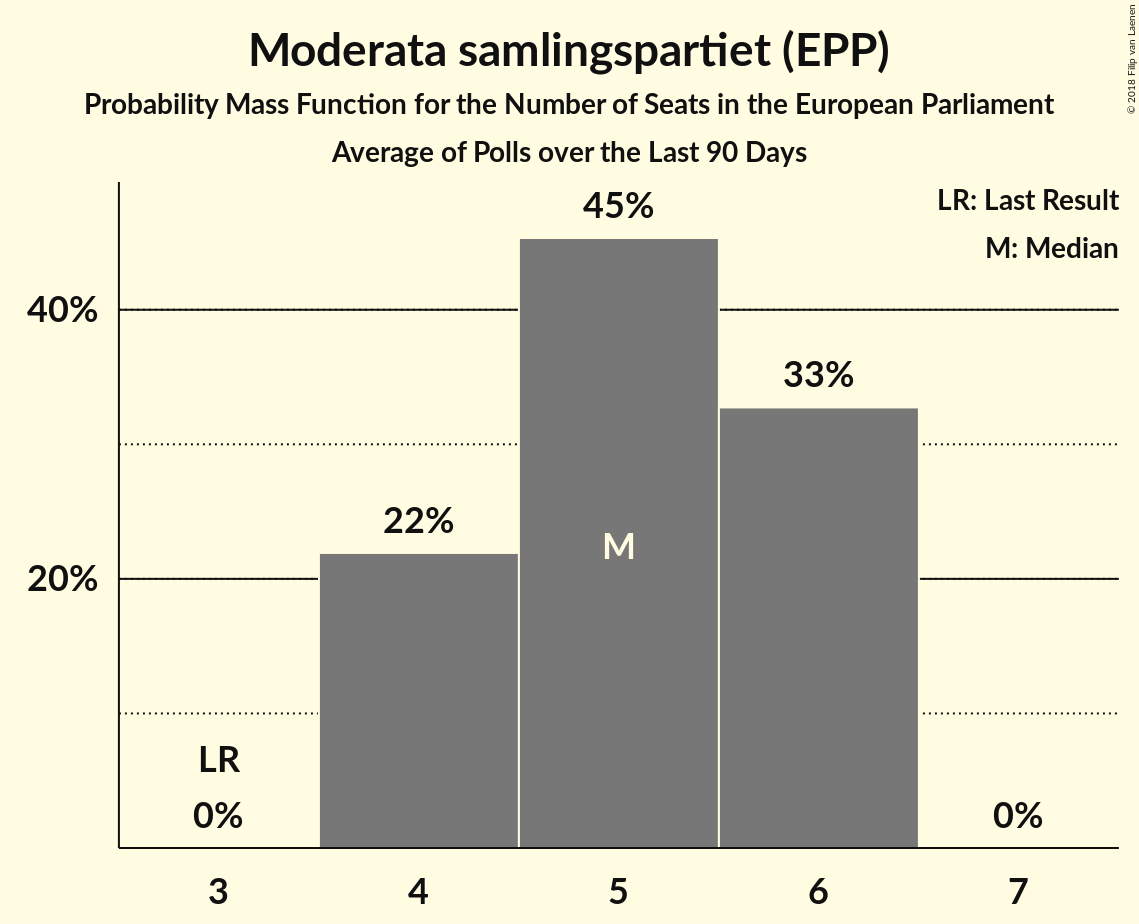 Moderata samlingspartiet (EPP)
Probability Mass Function for the Number of Seats in the European Parliament
Average of Polls over the Last 90 Days
© 2018 Filip van Laenen
LR: Last Result
M: Median
45%
40%
33%
22%
M
20%
LR
0%
0%
3
4
5
6
7